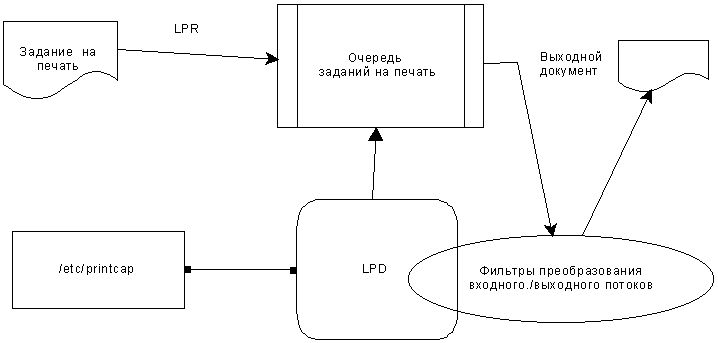 LPR
Задание на
печать
Очередь
заданий на печать
Выходной
документ
/etc/printcap
LPD
Фильтры преобразования
входного./выходного потоков